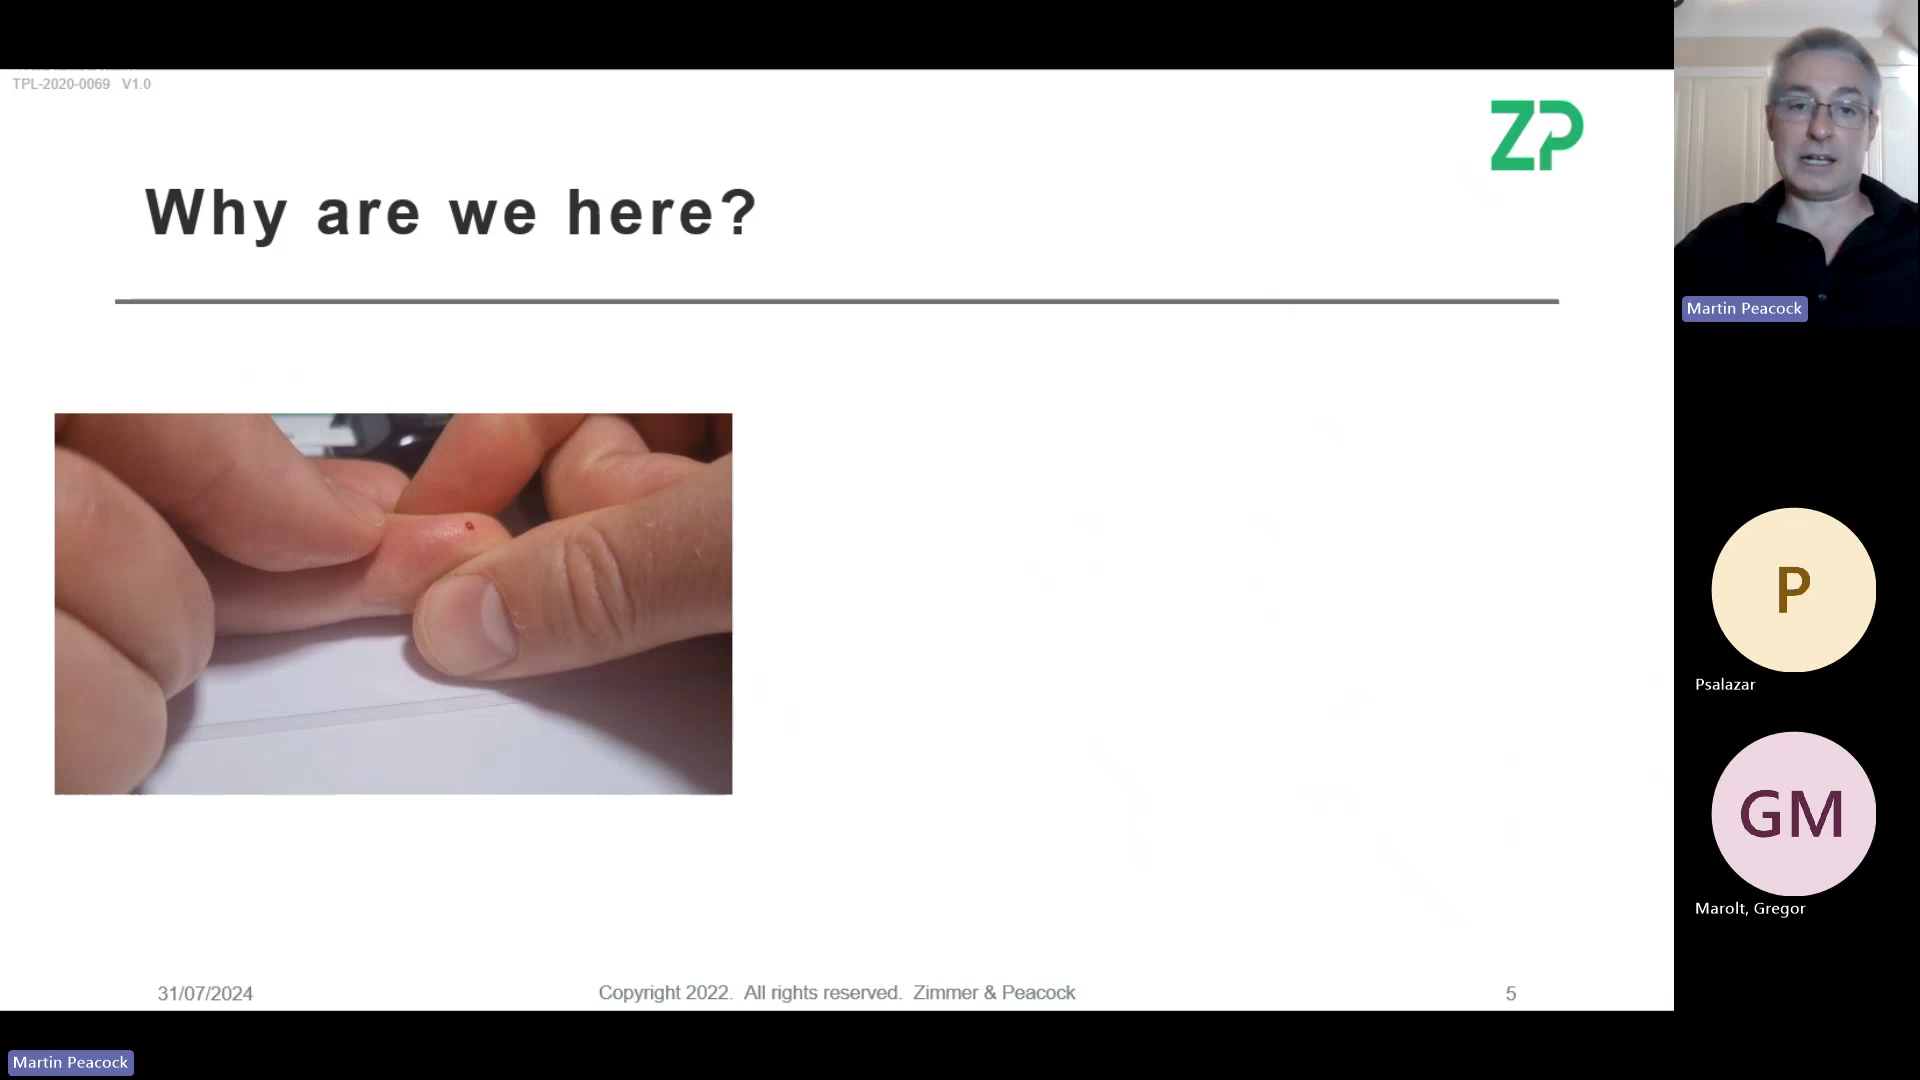 TPL-2020-0069 V1.0
ZP
Why are we here?
31/07/2024
Copyright 2022. All rights reserved. Zimmer & Peacock
5
Martin Peacock
P
Psalazar
GM
Marolt, Gregor
Martin Peacock